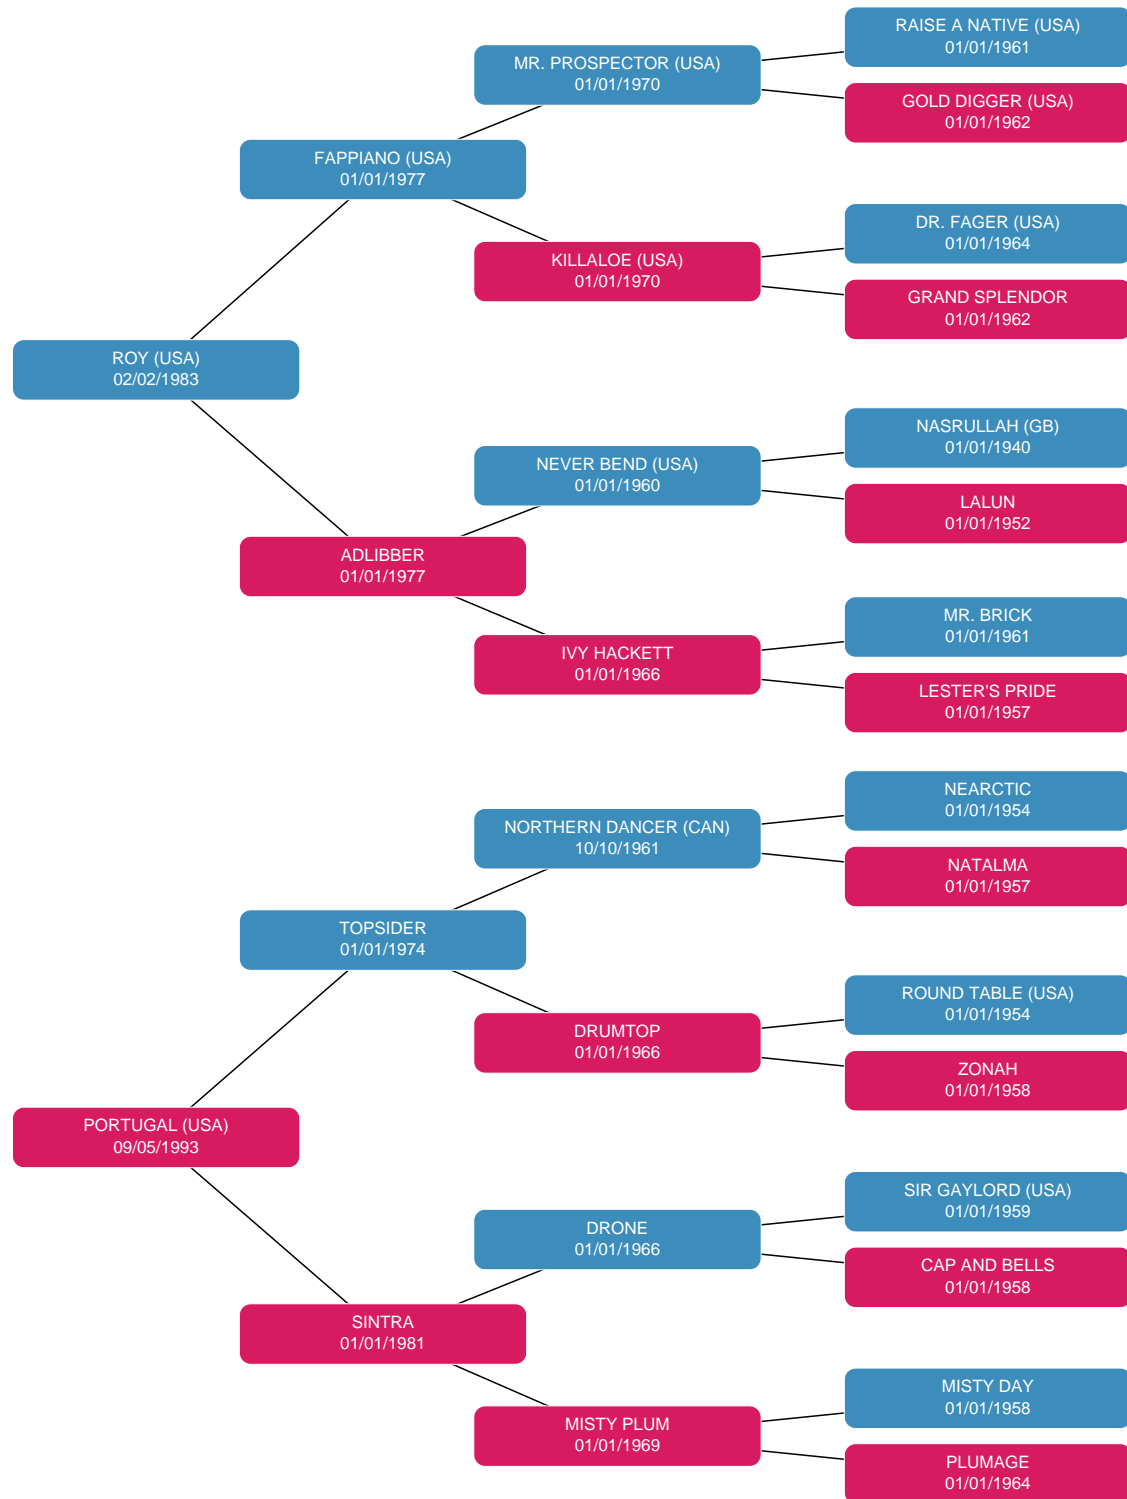 RAISE A NATIVE (USA)
01/01/1961
MR. PROSPECTOR (USA)
01/01/1970
GOLD DIGGER (USA)
01/01/1962
FAPPIANO (USA)
01/01/1977
DR. FAGER (USA)
01/01/1964
KILLALOE (USA)
01/01/1970
GRAND SPLENDOR
01/01/1962
ROY (USA)
02/02/1983
NASRULLAH (GB)
01/01/1940
NEVER BEND (USA)
01/01/1960
LALUN
01/01/1952
ADLIBBER
01/01/1977
MR. BRICK
01/01/1961
IVY HACKETT
01/01/1966
LESTER'S PRIDE
01/01/1957
NEARCTIC
01/01/1954
NORTHERN DANCER (CAN)
10/10/1961
NATALMA
01/01/1957
TOPSIDER
01/01/1974
ROUND TABLE (USA)
01/01/1954
DRUMTOP
01/01/1966
ZONAH
01/01/1958
PORTUGAL (USA)
09/05/1993
SIR GAYLORD (USA)
01/01/1959
DRONE
01/01/1966
CAP AND BELLS
01/01/1958
SINTRA
01/01/1981
MISTY DAY
01/01/1958
MISTY PLUM
01/01/1969
PLUMAGE
01/01/1964